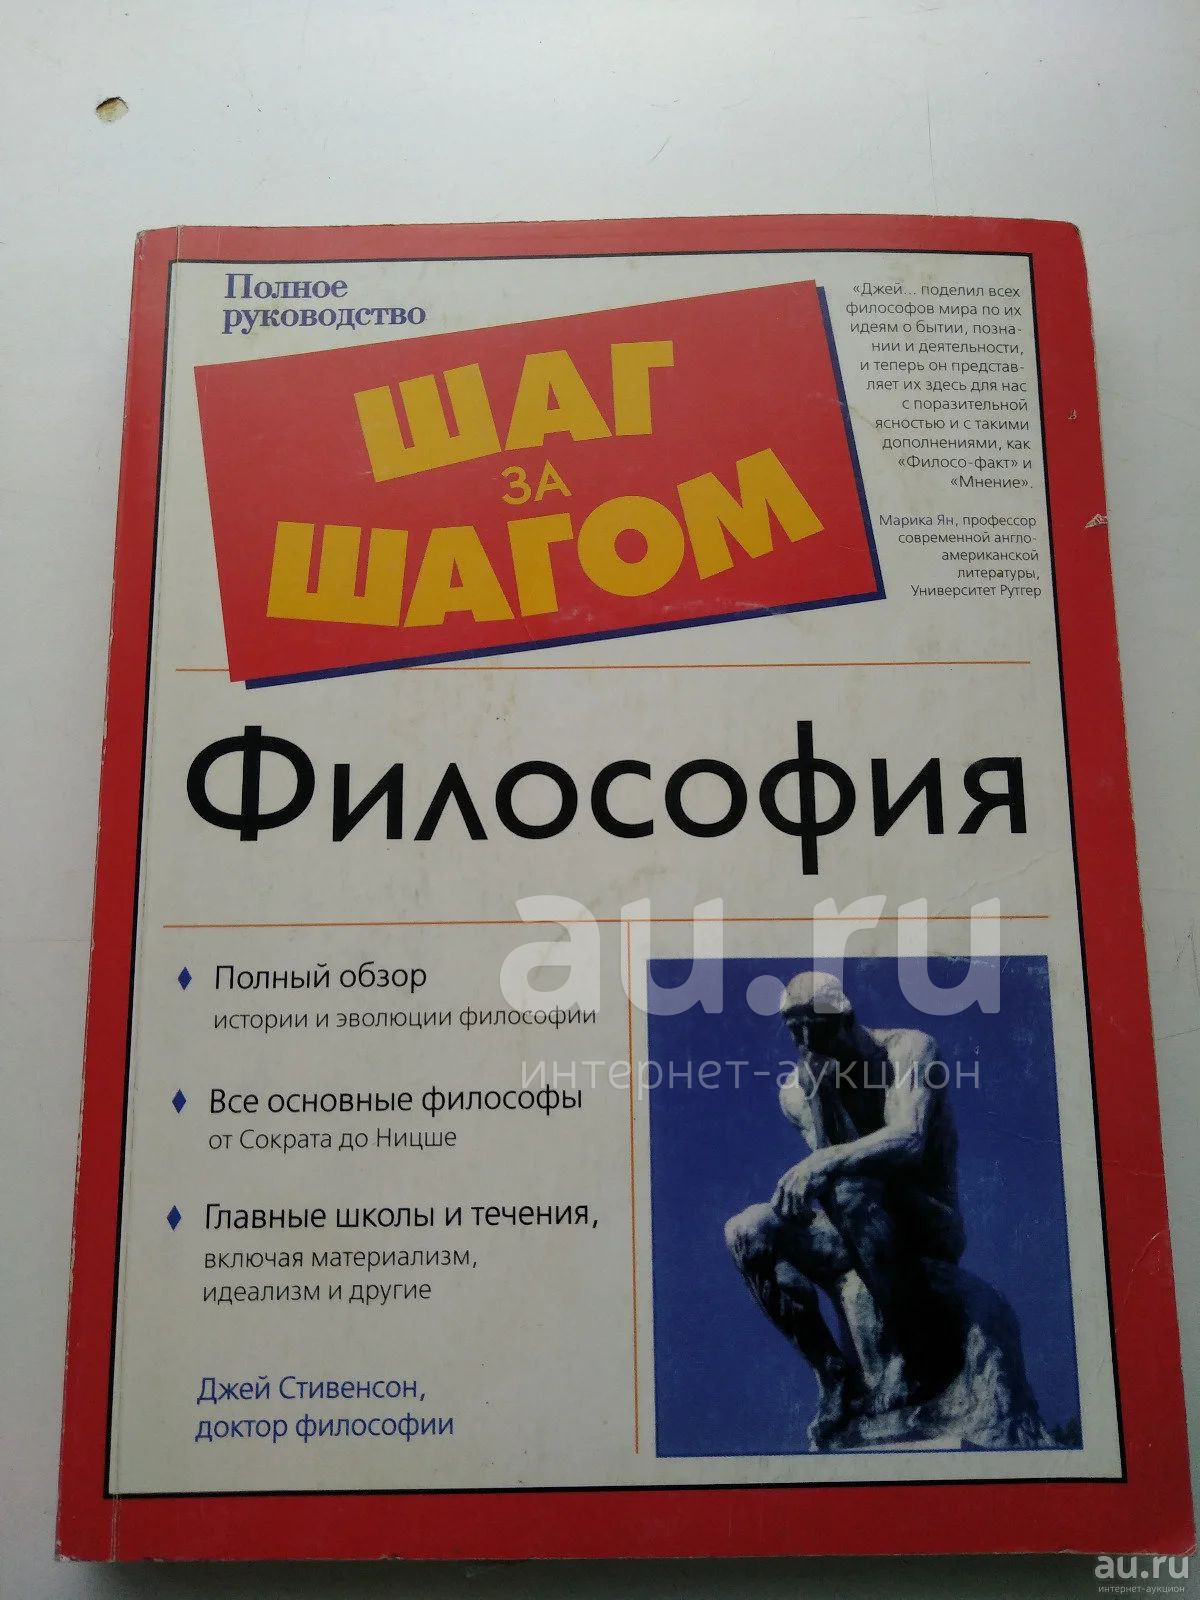 Полное
руководство
ШАГ
ЗА
ШАГОМ
«Джей... поделил всех
философов мира по их
идеям о бытии, позна-
нии и деятельности,
и теперь он представ-
ляет их здесь для нас
с поразительной
ясностью и с такими
дополнениями, как
«Филосо-факт» и
«Мнение».
Марика Ян, профессор
современной англо-
американской
литературы,
Университет Рутгер
Философия
Полный обзор
истории и эволюции философии
Все основные философы
от Сократа до Ницше
Главные школы и течения,
включая материализм,
идеализм и другие
Джей Стивенсон,
доктор философии
au.ru
интернет-аукцион
au.ru
интернет-аукцион